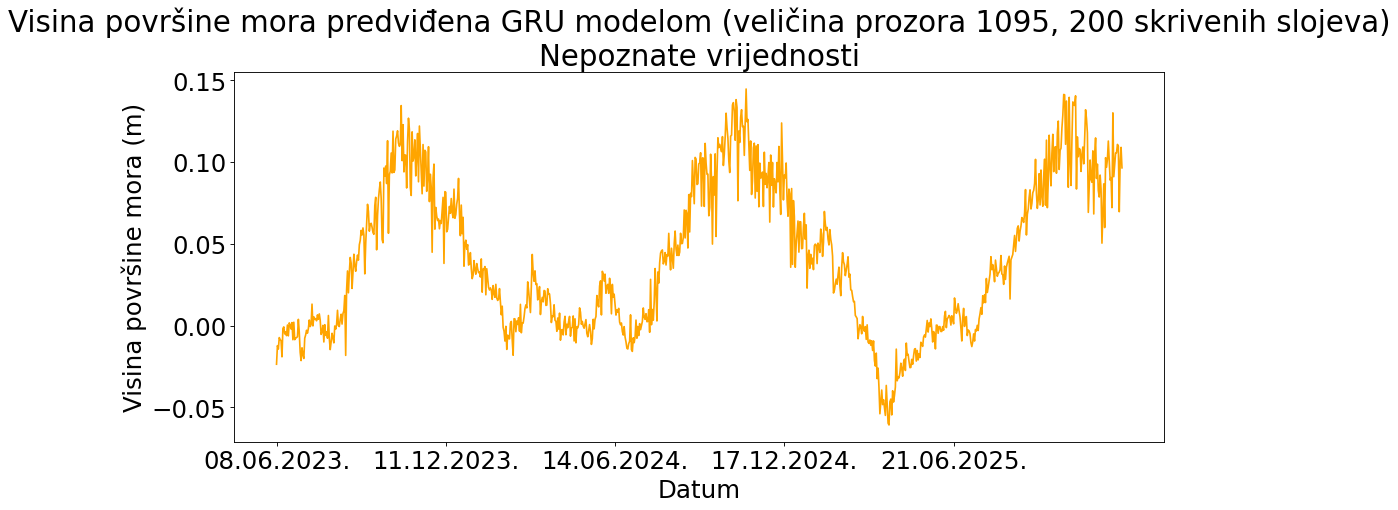 Visina površine mora predviđena GRU modelom (veličina prozora 1095, 200 skrivenih slojeva)
Nepoznate vrijednosti
Visina površine mora (m)
0.15
0.10
0.05
0.00
−0.05
08.06.2023. 11.12.2023. 14.06.2024. 17.12.2024. 21.06.2025.
Datum